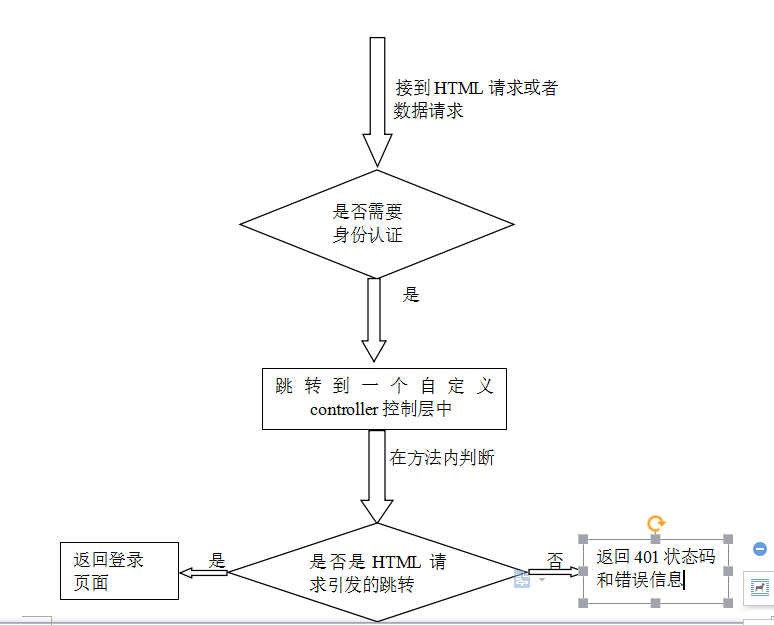 接到 HTML 请求或者
数据请求
是否需要
身份认证
是
跳转到一个自定义
controller 控制层中
在方法内判断
是否是 HTML 请
求引发的跳转
是
返回登录
页面
否
返回 401 状态码
和错误信息